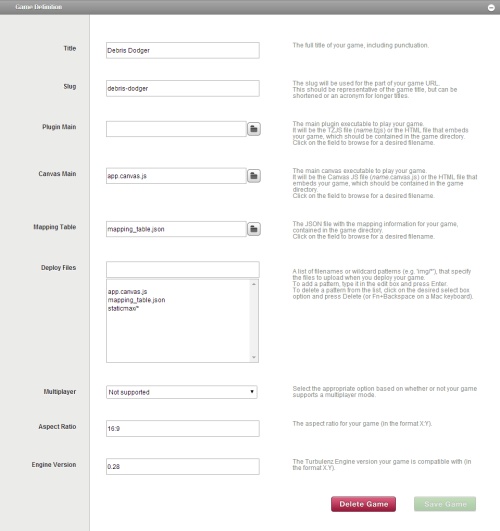 Game Definition
Title
Debris Dodger
The full title of your game, including punctuation.
Slug
debris-dodger
The slug will be used for the part of your game URL.
This should be representative of the game title, but can be
shortened or an acronym for longer titles.
Plugin Main
The main plugin executable to play your game.
It will be the TZJS file (name.tzjs) or the HTML file that embeds
your game, which should be contained in the game directory.
Click on the field to browse for a desired filename.
Canvas Main
app.canvas.js
The main canvas executable to play your game.
It will be the Canvas JS file (name.canvas.js) or the HTML file that
embeds your game, which should be contained in the game
directory.
Click on the field to browse for a desired filename.
Mapping Table
mapping_table.json
The JSON file with the mapping information for your game,
contained in the game directory.
Click on the field to browse for a desired filename.
Deploy Files
app.canvas.js
mapping_table.json
staticmax/*
A list of filenames or wildcard patterns (e.g. 'img/*'), that specify
the files to upload when you deploy your game.
To add a pattern, type it in the edit box and press Enter.
To delete a pattern from the list, click on the desired select box
option and press Delete (or Fn+Backspace on a Mac keyboard).
Multiplayer
Not supported
Select the appropriate option based on whether or not your game
supports a multiplayer mode.
Aspect Ratio
16:9
The aspect ratio for your game (in the format X:Y).
Engine Version
0.28
The Turbulenz Engine version your game is compatible with (in
the format X.Y).
Delete Game
Save Game